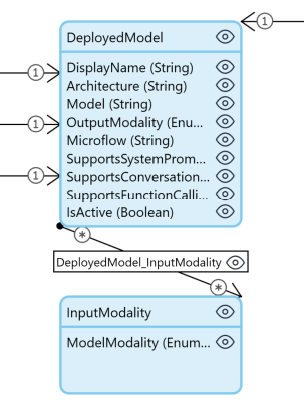 1
DeployedModel
DisplayName (String)
1
Architecture (String)
Model (String)
OutputModality (Enu...
1
Microflow (String)
SupportsSystemProm...
SupportsConversation...
1
SupportsFunctionCalli...
IsActive (Boolean)
*
DeployedModel_InputModality
*
InputModality
ModelModality (Enum...